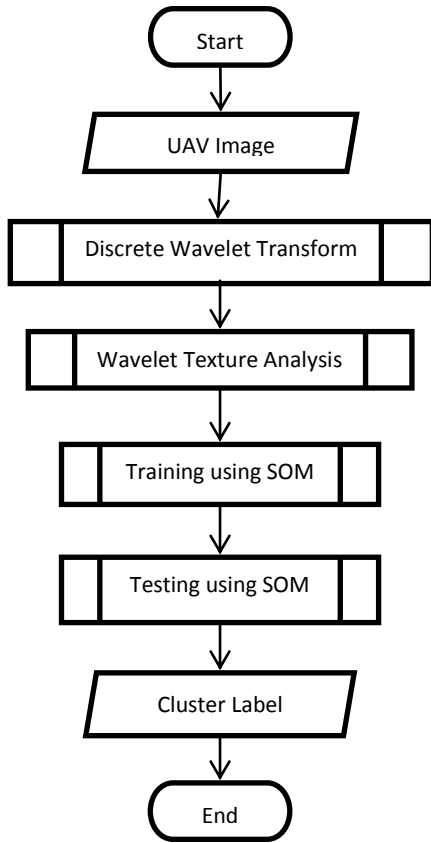 Start
UAV Image
Discrete Wavelet Transform
Wavelet Texture Analysis
Training using SOM
Testing using SOM
Cluster Label
End